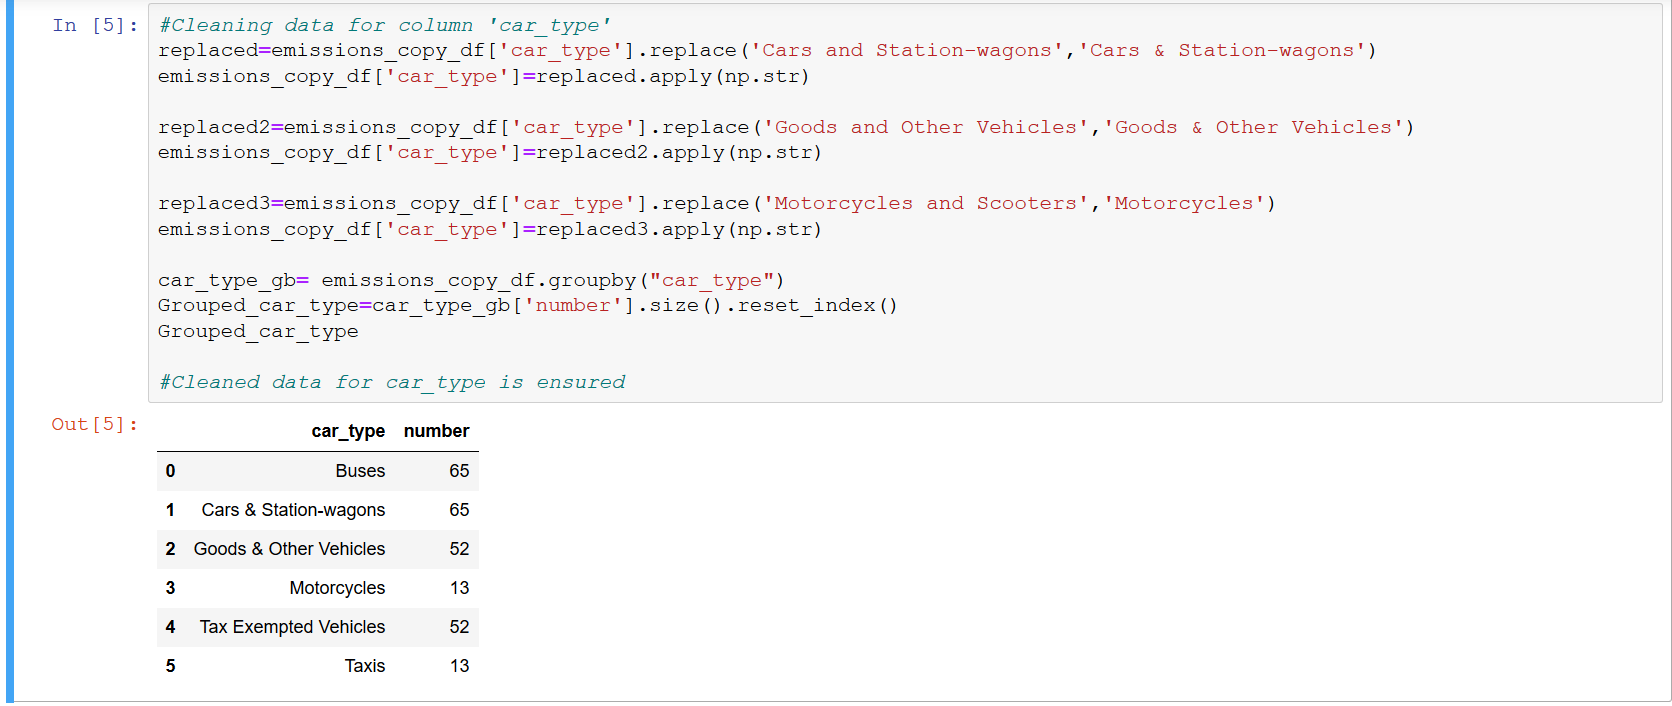 In [5]:
#Cleaning data for column 'car_type'
replaced=emissions_copy_df['car_type'].replace('Cars and Station-wagons','Cars & Station-wagons')
emissions_copy_df['car_type']=replaced.apply(np.str)

replaced2=emissions_copy_df['car_type'].replace('Goods and Other Vehicles','Goods & Other Vehicles')
emissions_copy_df['car_type']=replaced2.apply(np.str)

replaced3=emissions_copy_df['car_type'].replace('Motorcycles and Scooters','Motorcycles')
emissions_copy_df['car_type']=replaced3.apply(np.str)

car_type_gb= emissions_copy_df.groupby("car_type")
Grouped_car_type=car_type_gb['number'].size().reset_index()
Grouped_car_type

#Cleaned data for car_type is ensured
Out[5]:
car_type number
0 Buses 65
1 Cars & Station-wagons 65
2 Goods & Other Vehicles 52
3 Motorcycles 13
4 Tax Exempted Vehicles 52
5 Taxis 13